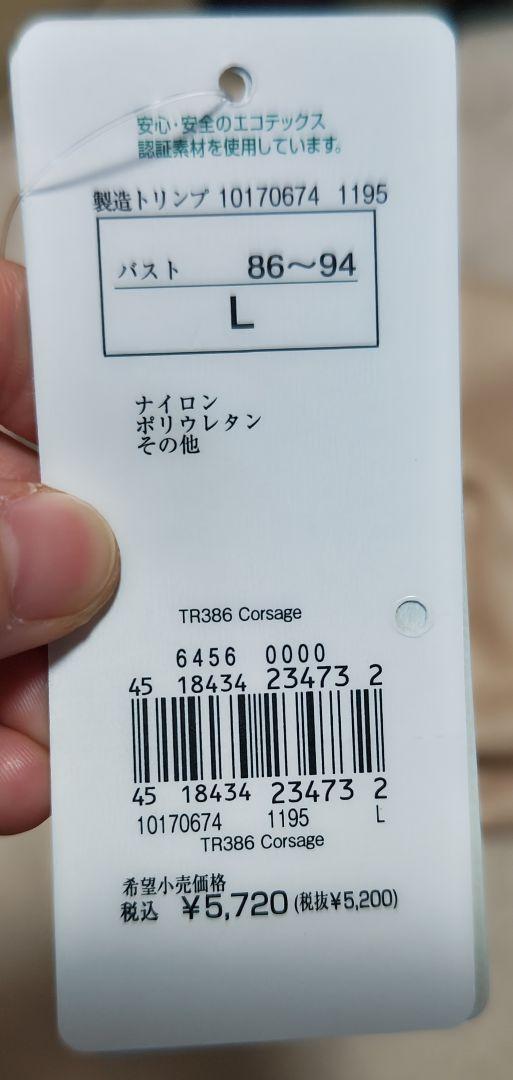 安心・安全のエコテックス
認証素材を使用しています。
製造トリンプ 10170674 1195
バスト 86～94
L
ナイロン
ポリウレタン
その他
TR386 Corsage
6456 0000
45 18434 23473 2
45 18434 23473 2
10170674 1195 L
TR386 Corsage
希望小売価格
税込 ¥5,720 (税抜¥5,200)